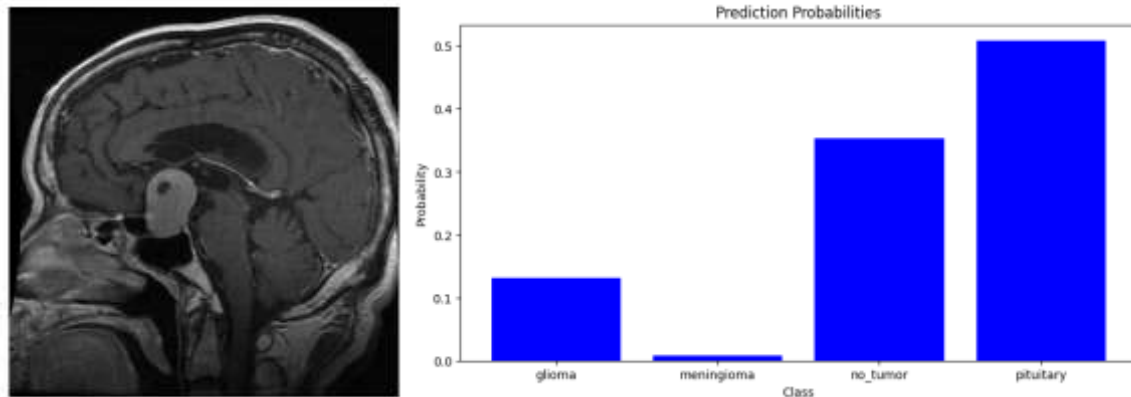 Prediction Probabilities
0.5
0.4
0.3
0.2
0.1
0.0
Probability
glioma meningioma no_tumor pituitary
Class